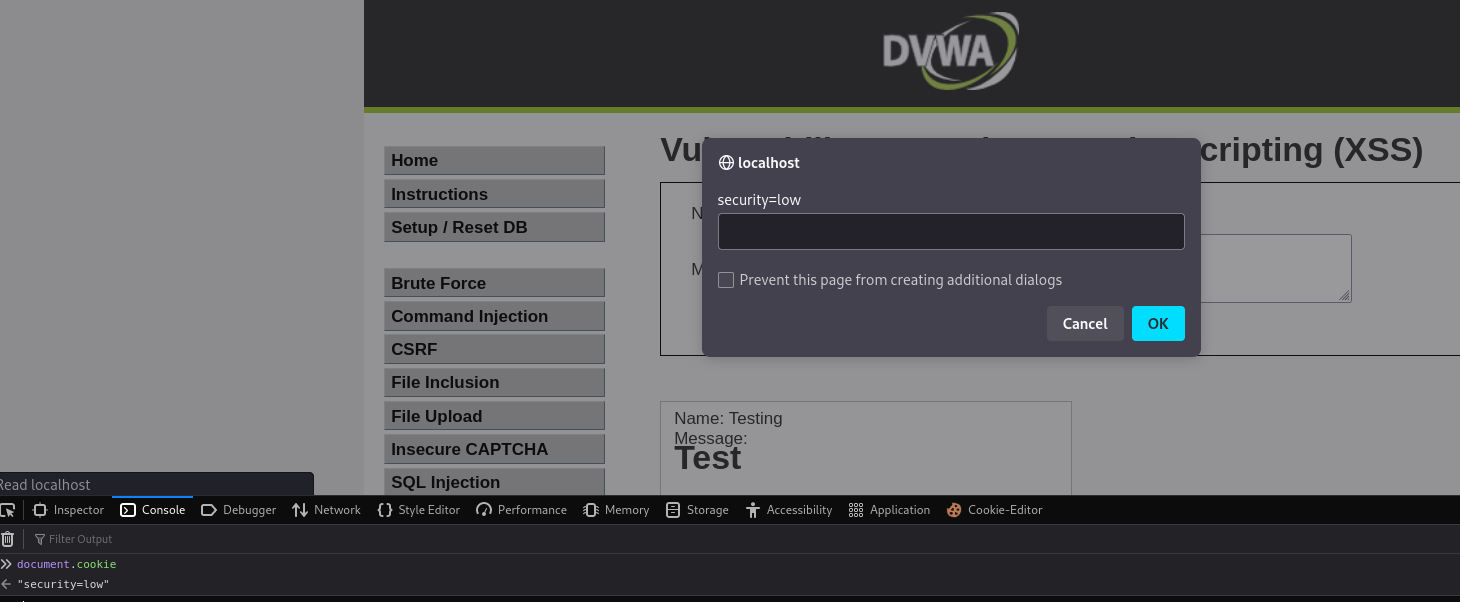 DVWA
Home
Instructions
Setup / Reset DB
Brute Force
Command Injection
CSRF
File Inclusion
File Upload
Insecure CAPTCHA
SQL Injection
cripting (XSS)
localhost
security=low
Prevent this page from creating additional dialogs
Cancel
OK
Name: Testing
Message:
Test
Read localhost
Inspector
Console
Debugger
Network
Style Editor
Performance
Memory
Storage
Accessibility
Application
Cookie-Editor
Filter Output
document.cookie
"security=low"